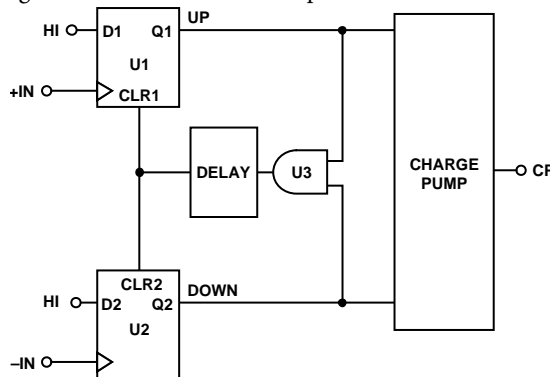 UP
HI
D1
Q1
U1
+IN
CLR1
DELAY
U3
CHARGE
PUMP
CP
CLR2
DOWN
HI
D2
Q2
U2
–IN